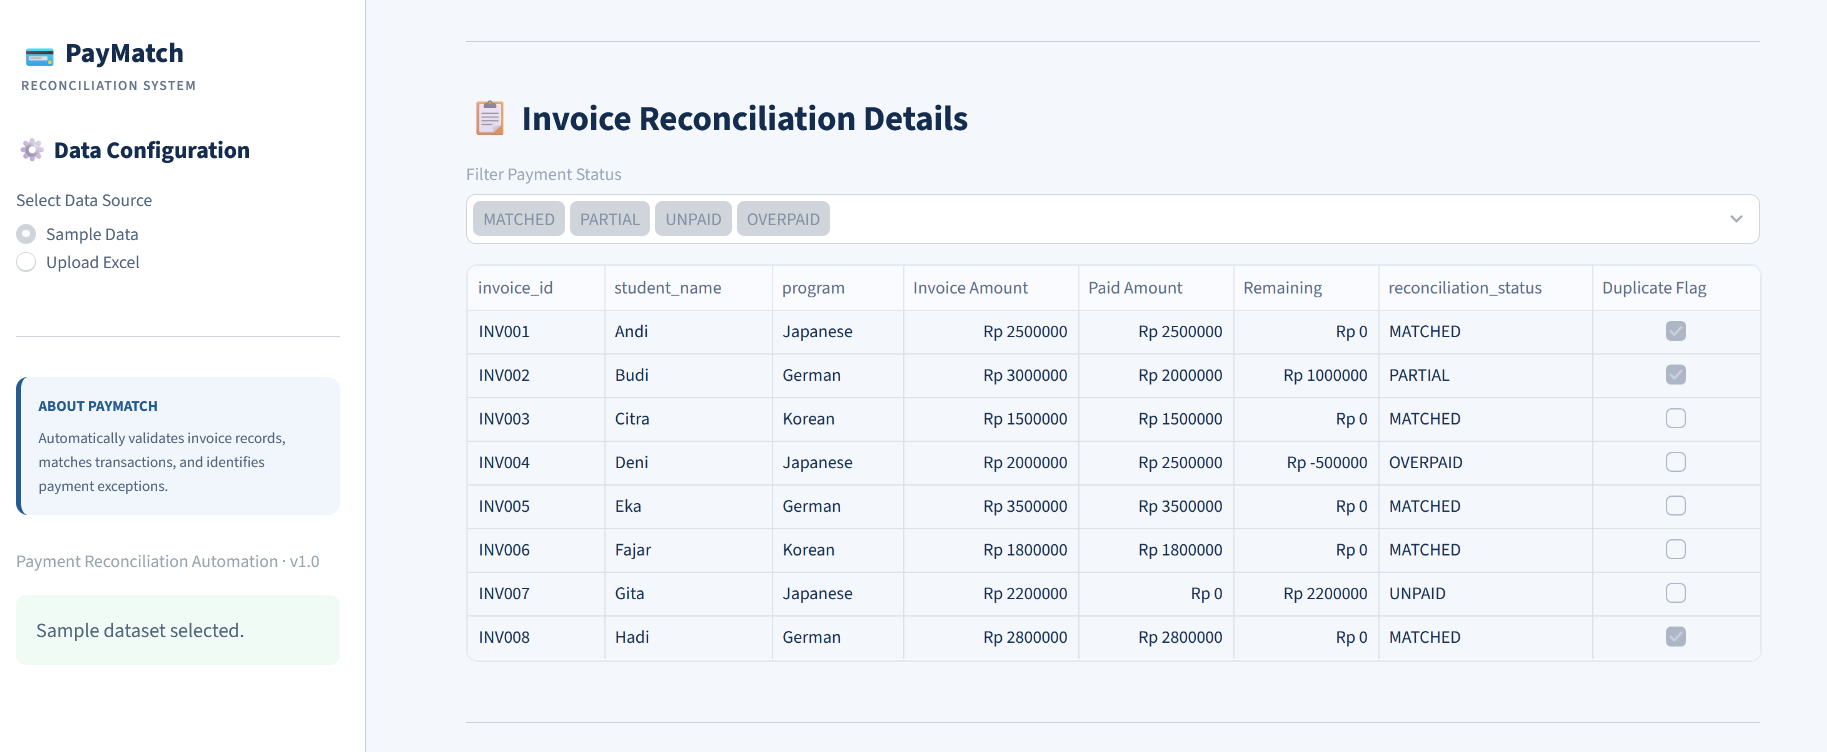 PayMatch
RECONCILIATION SYSTEM
Data Configuration
Select Data Source
Sample Data
Upload Excel
ABOUT PAYMATCH
Automatically validates invoice records,
matches transactions, and identifies
payment exceptions.
Payment Reconciliation Automation · v1.0
Sample dataset selected.
Invoice Reconciliation Details
Filter Payment Status
MATCHED PARTIAL UNPAID OVERPAID
invoice_id student_name program Invoice Amount Paid Amount Remaining reconciliation_status Duplicate Flag
INV001 Andi Japanese Rp 2500000 Rp 2500000 Rp 0 MATCHED
INV002 Budi German Rp 3000000 Rp 2000000 Rp 1000000 PARTIAL
INV003 Citra Korean Rp 1500000 Rp 1500000 Rp 0 MATCHED
INV004 Deni Japanese Rp 2000000 Rp 2500000 Rp -500000 OVERPAID
INV005 Eka German Rp 3500000 Rp 3500000 Rp 0 MATCHED
INV006 Fajar Korean Rp 1800000 Rp 1800000 Rp 0 MATCHED
INV007 Gita Japanese Rp 2200000 Rp 0 Rp 2200000 UNPAID
INV008 Hadi German Rp 2800000 Rp 2800000 Rp 0 MATCHED